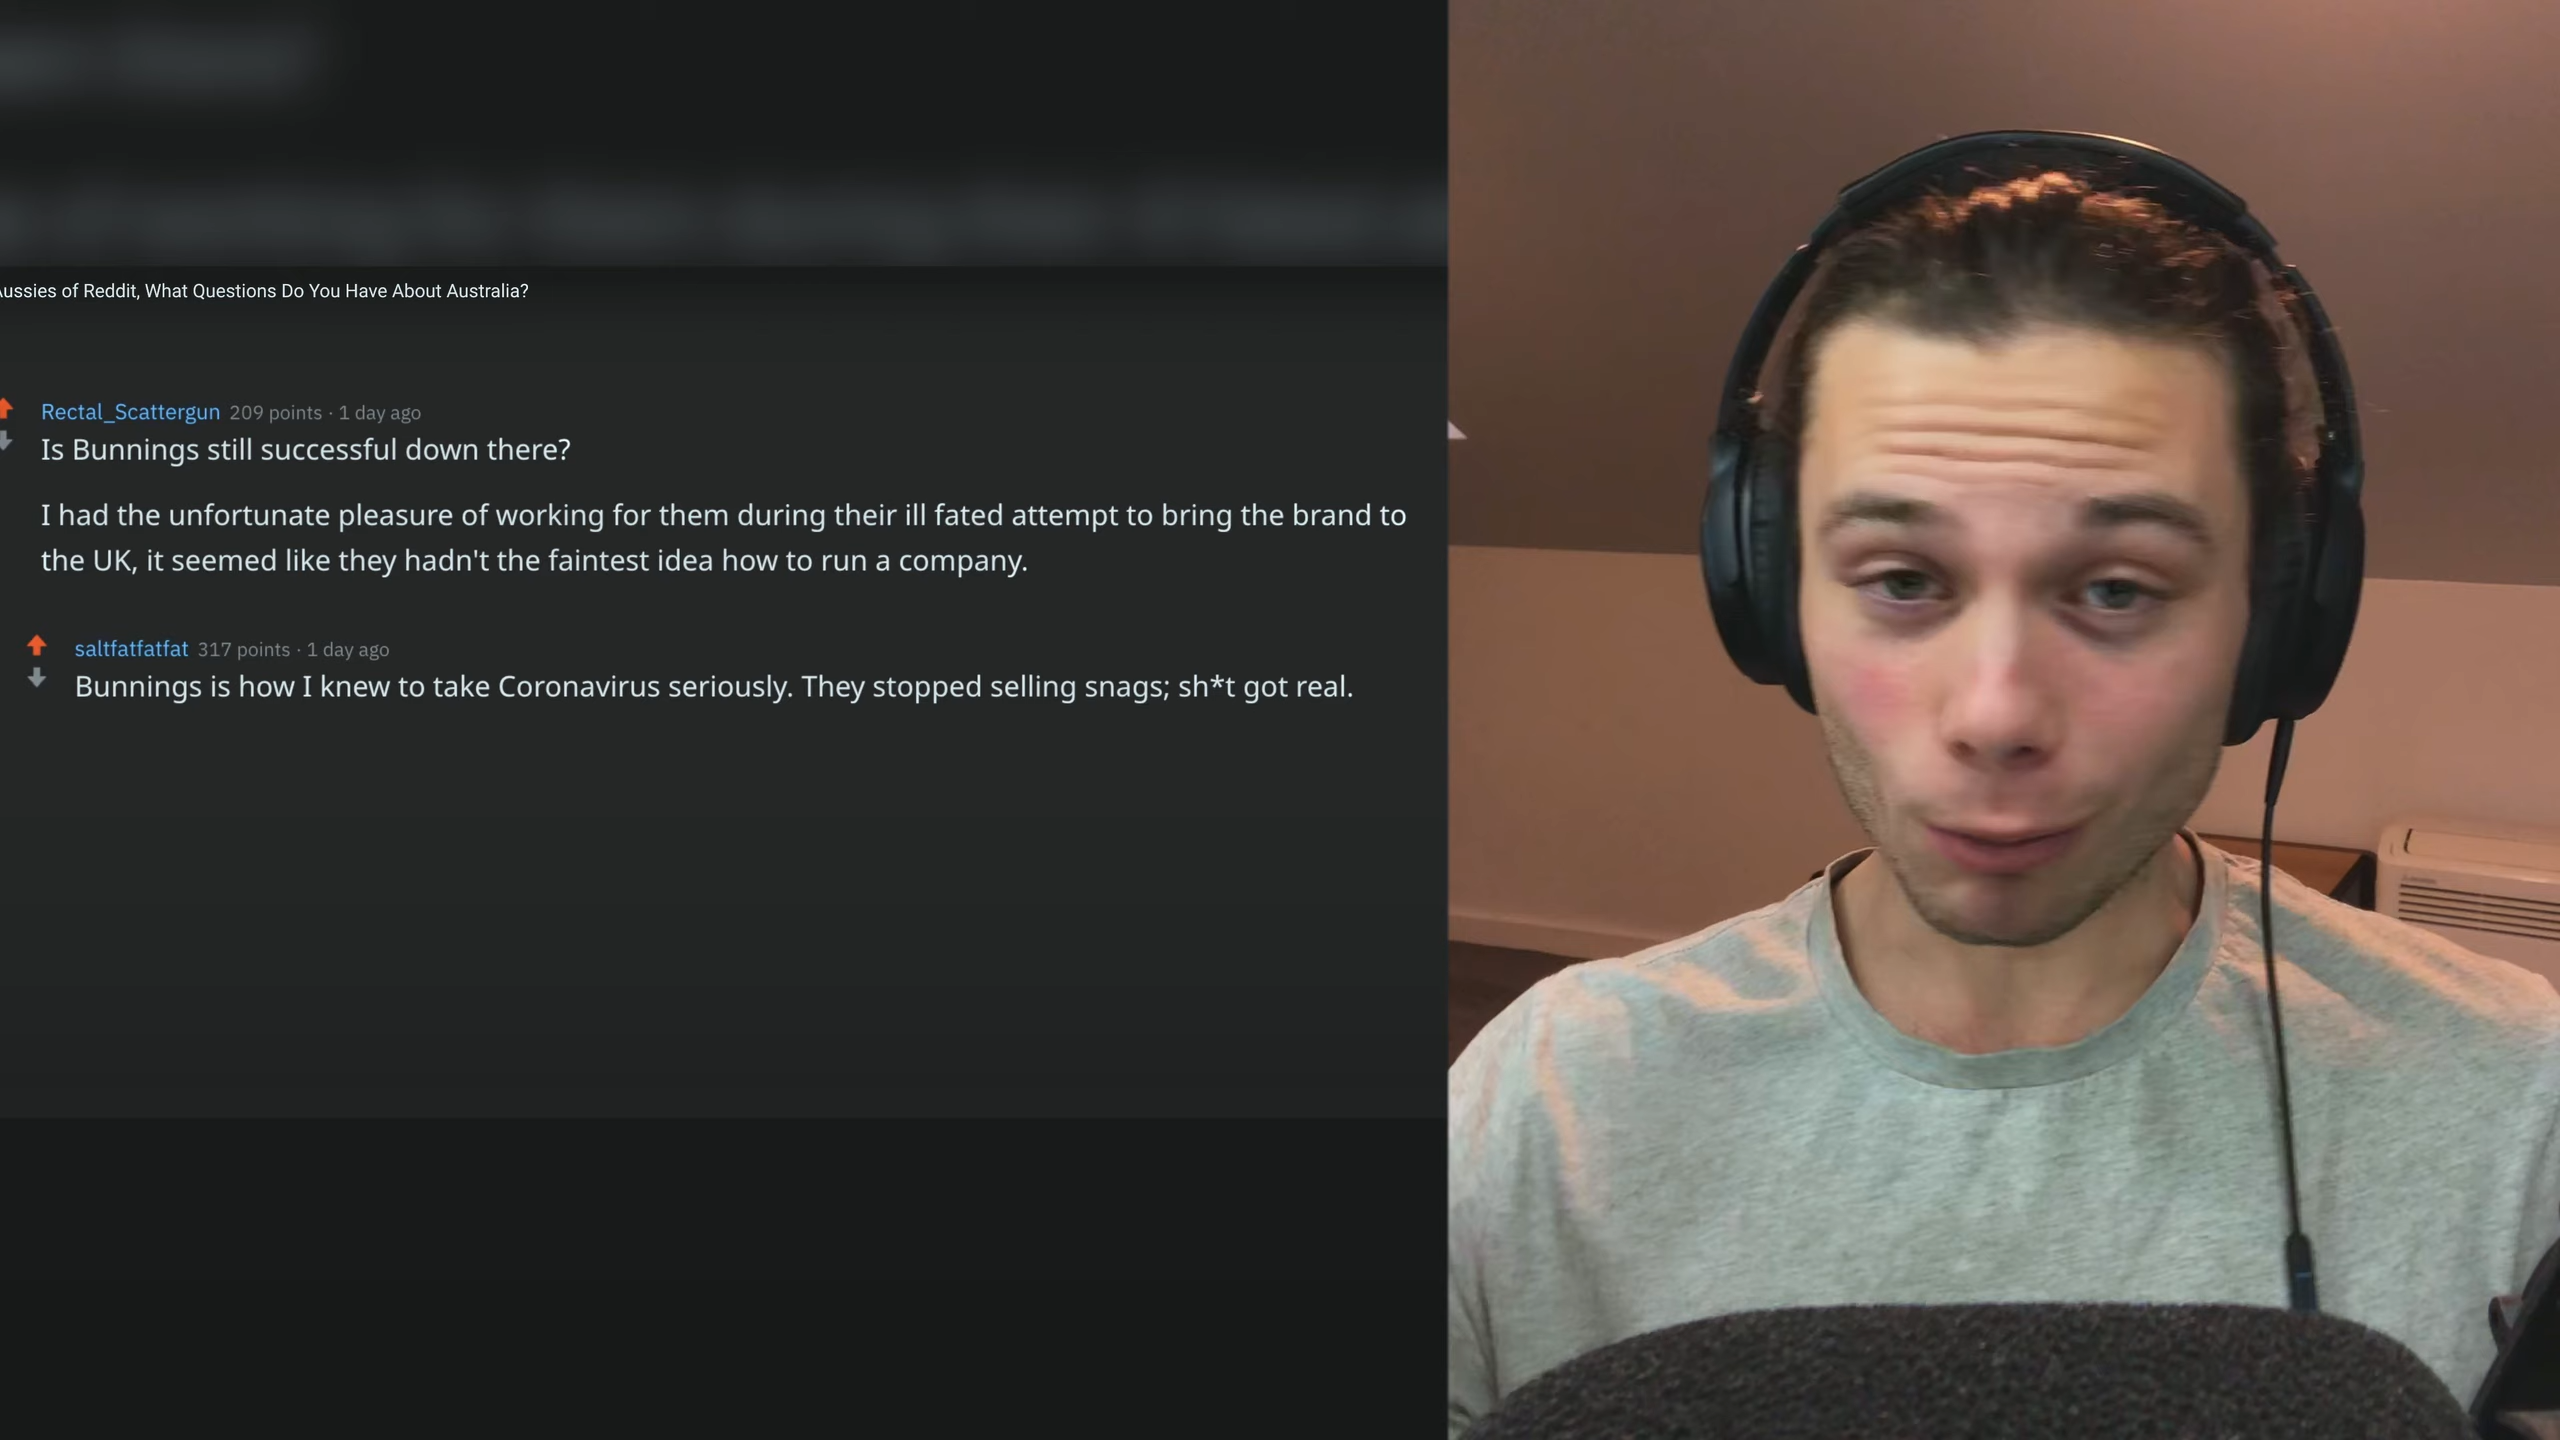 ussies of Reddit, What Questions Do You Have About Australia?
Rectal_Scattergun 209 points · 1 day ago
Is Bunnings still successful down there?
I had the unfortunate pleasure of working for them during their ill fated attempt to bring the brand to
the UK, it seemed like they hadn't the faintest idea how to run a company.
saltfatfatfat 317 points · 1 day ago
Bunnings is how I knew to take Coronavirus seriously. They stopped selling snags; sh*t got real.